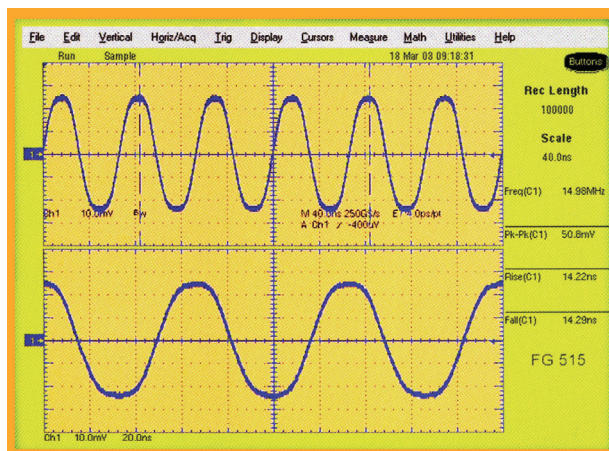 File Edit Vertical Horiz/Acq Trig Display Cursors Measure Math Utilities Help
Run Sample 18 Mar 03 09:18:31
Buttons
Rec Length
100000
Scale
40.0ns
Freq(C1) 14.98MHz
Pk-Pk(C1) 50.8mV
Rise(C1) 14.22ns
Fall(C1) 14.29ns
FG 515
Ch1 10.0mV M 40.0ns 250GS/s
A Ch1 -400uV
Ch1 10.0mV 20.0ns